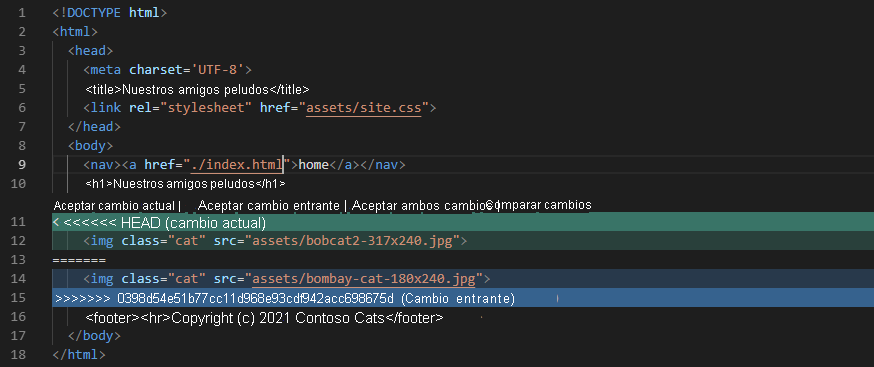 1 <!DOCTYPE html>
2 <html>
3 <head>
4 <meta charset='UTF-8'>
5 <title>Nuestros amigos peludos</title>
6 <link rel="stylesheet" href="assets/site.css">
7 </head>
8 <body>
9 <nav><a href="./index.html">home</a></nav>
10 <h1>Nuestros amigos peludos</h1>
Aceptar cambio actual | Aceptar cambio entrante | Aceptar ambos cambios | Comparar cambios
11 < <<<<<< HEAD (cambio actual)
12 <img class="cat" src="assets/bobcat2-317x240.jpg">
13 =======
14 <img class="cat" src="assets/bombay-cat-180x240.jpg">
15 >>>>>>> 0398d54e51b77cc11d968e93cdf942acc698675d (Cambio entrante)
16 <footer><hr>Copyright (c) 2021 Contoso Cats</footer>
17 </body>
18 </html>